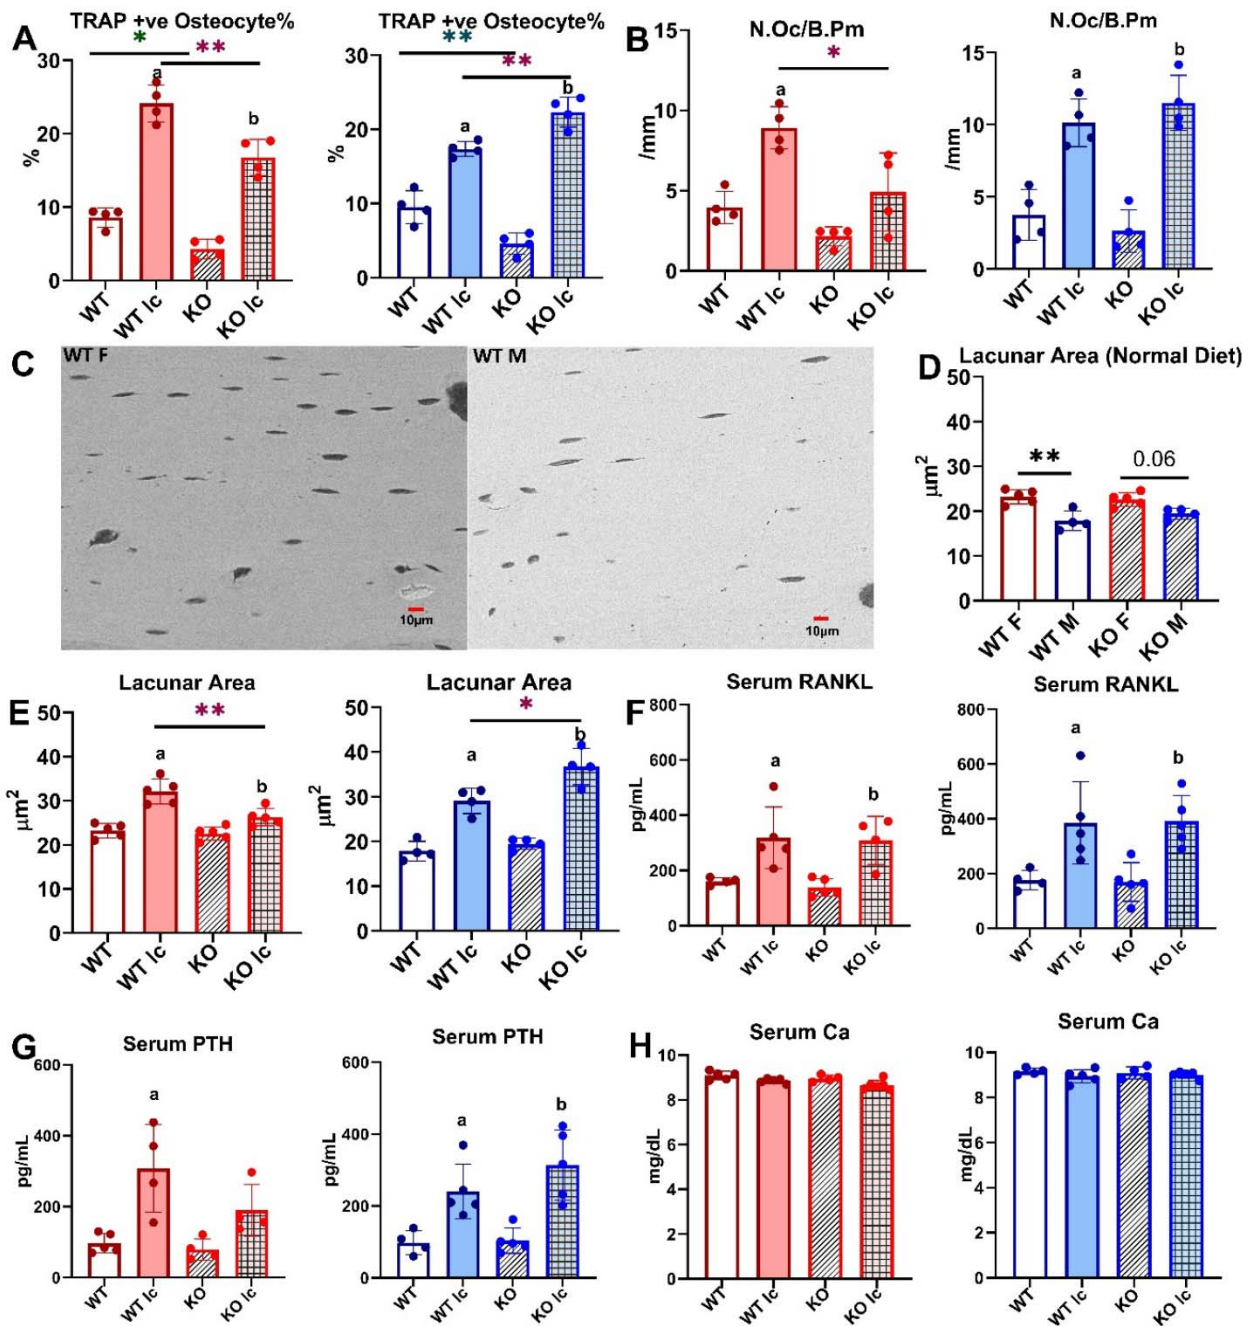 A
TRAP +ve Osteocyte%
*
**
a
b
30
20
10
0
%
WT
WT lc
KO
KO lc
TRAP +ve Osteocyte%
**
**
a
b
30
20
10
0
%
WT
WT lc
KO
KO lc
B
N.Oc/B.Pm
*
a
15
10
5
0
/mm
WT
WT lc
KO
KO lc
N.Oc/B.Pm
a
b
15
10
5
0
/mm
WT
WT lc
KO
KO lc
C
WT F
10μm
WT M
10μm
D
Lacunar Area (Normal Diet)
50
40
30
20
10
0
μm²
**
0.06
WT F
WT M
KO F
KO M
E
Lacunar Area
**
a
b
50
40
30
20
10
0
μm²
WT
WT lc
KO
KO lc
Lacunar Area
*
a
b
50
40
30
20
10
0
μm²
WT
WT lc
KO
KO lc
F
Serum RANKL
a
b
800
600
400
200
0
pg/mL
WT
WT lc
KO
KO lc
Serum RANKL
a
b
800
600
400
200
0
pg/mL
WT
WT lc
KO
KO lc
G
Serum PTH
a
600
400
200
0
pg/mL
WT
WT lc
KO
KO lc
Serum PTH
a
b
600
400
200
0
pg/mL
WT
WT lc
KO
KO lc
H
Serum Ca
10
8
6
4
2
0
mg/dL
WT
WT lc
KO
KO lc
Serum Ca
10
8
6
4
2
0
mg/dL
WT
WT lc
KO
KO lc